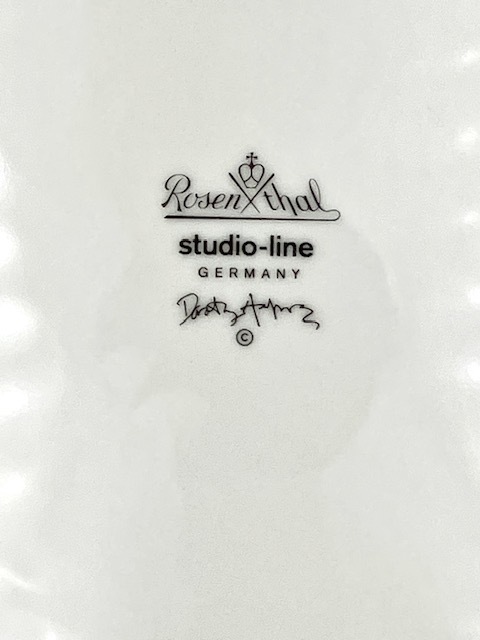 Rosenthal
studio-line
GERMANY
©